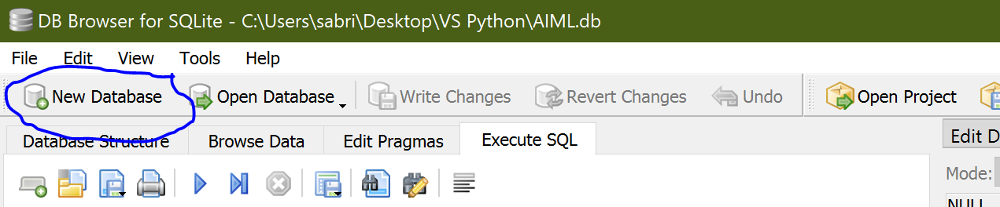 DB Browser for SQLite - C:\Users\sabri\Desktop\VS Python\AIML.db
File Edit View Tools Help
New Database Open Database Write Changes Revert Changes Undo Open Project
Database Structure Browse Data Edit Pragmas Execute SQL
Edit D
Mode:
NULL